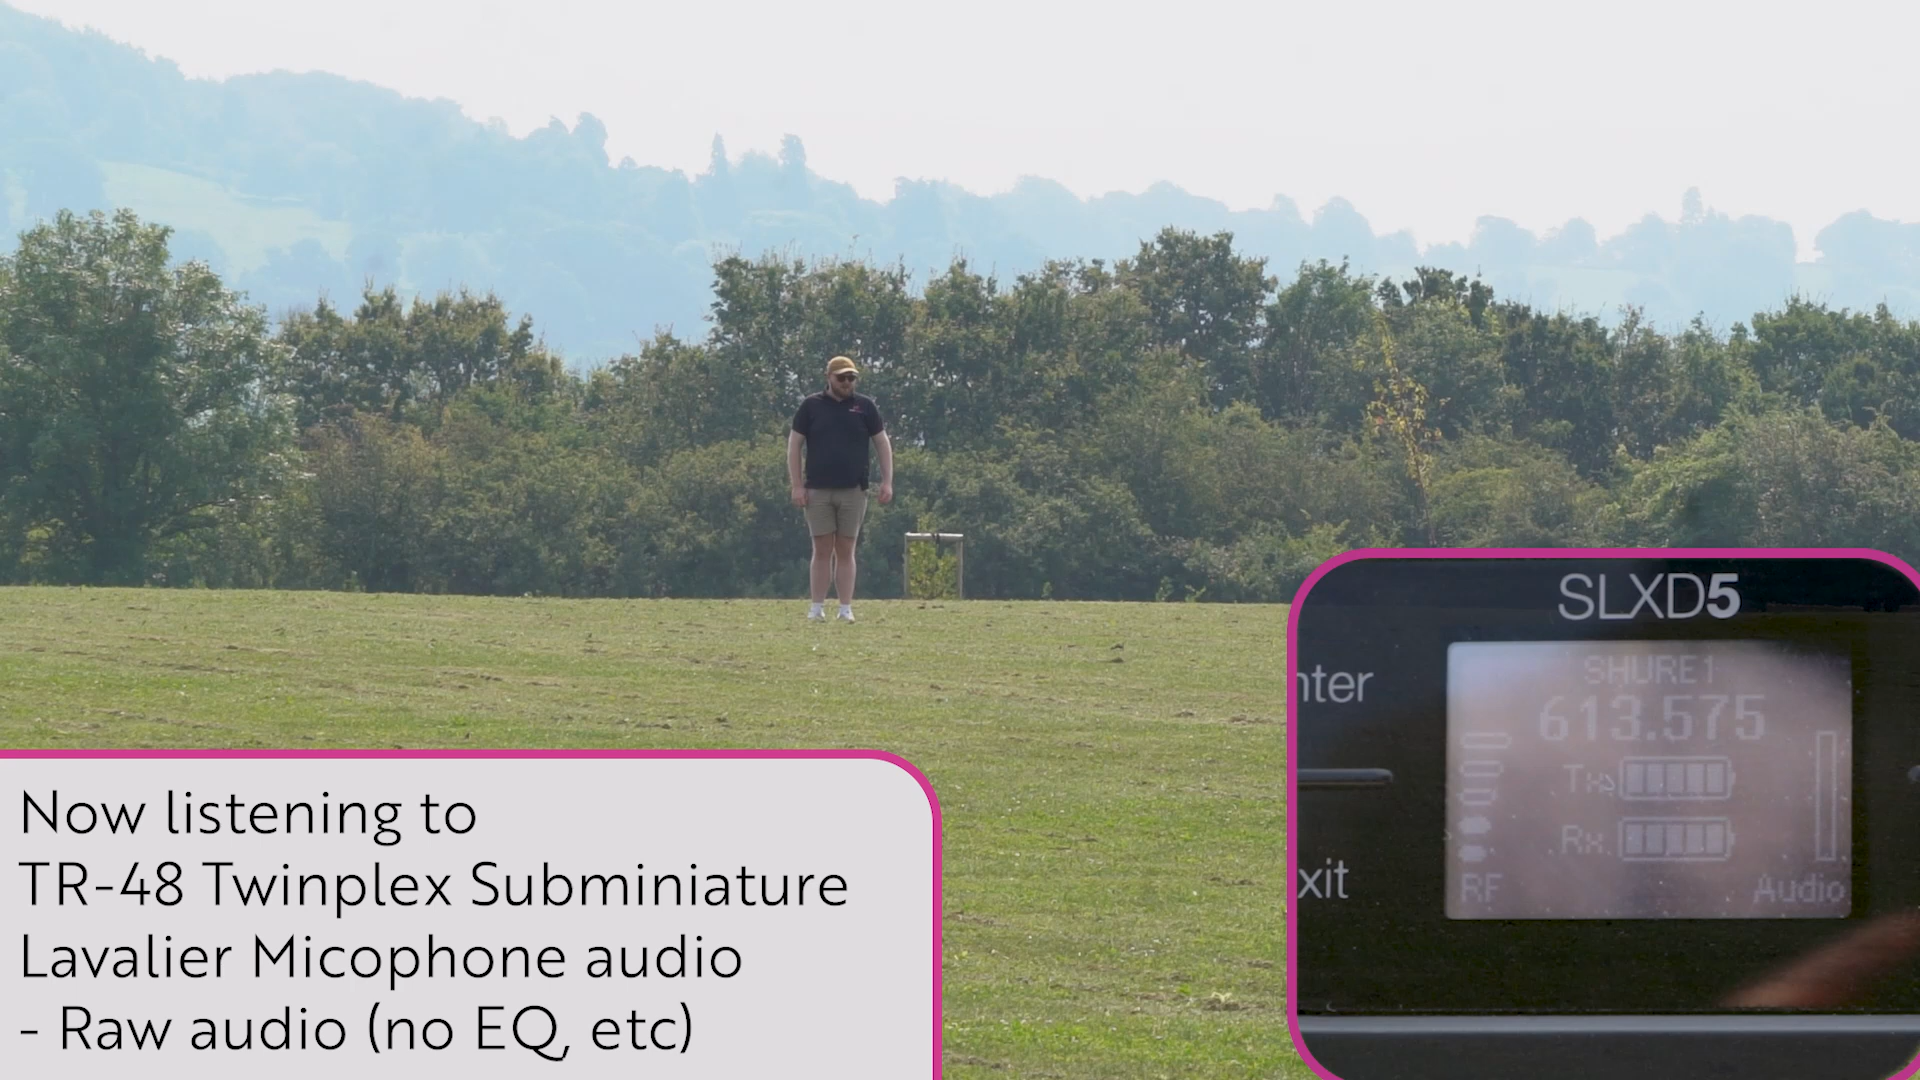 Now listening to
TR-48 Twinplex Subminiature
Lavalier Micophone audio
- Raw audio (no EQ, etc)
SLXD5
nter
SHURE1
613.575
Tx
Rx
xit
RF
Audio